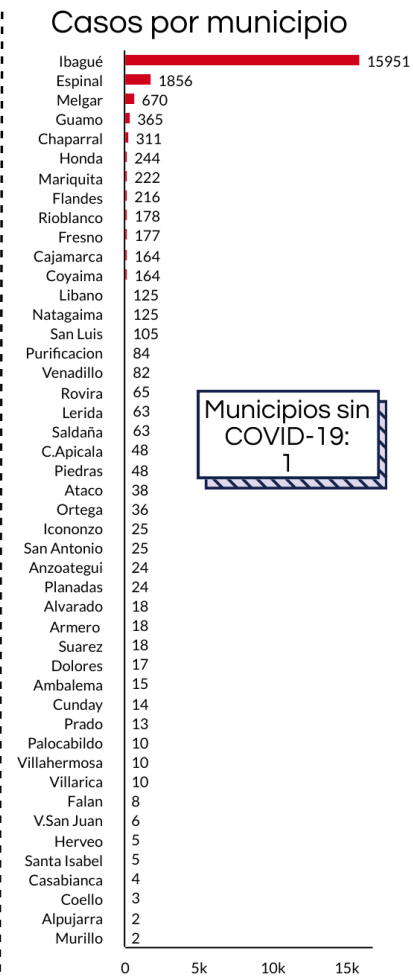 Casos por municipio
Ibagué 15951
Espinal 1856
Melgar 670
Guamo 365
Chaparral 311
Honda 244
Mariquita 222
Flandes 216
Rioblanco 178
Fresno 177
Cajamarca 164
Coyaima 164
Libano 125
Natagaima 125
San Luis 105
Purificacion 84
Venadillo 82
Rovira 65
Lerida 63
Saldaña 63
C.Apicala 48
Piedras 48
Ataco 38
Ortega 36
Icononzo 25
San Antonio 25
Anzoategui 24
Planadas 24
Alvarado 18
Armero 18
Suarez 18
Dolores 17
Ambalema 15
Cunday 14
Prado 13
Palocabildo 10
Villahermosa 10
Villarica 10
Falan 8
V.San Juan 6
Herveo 5
Santa Isabel 5
Casabianca 4
Coello 3
Alpujarra 2
Murillo 2
0 5k 10k 15k
Municipios sin
COVID-19:
1